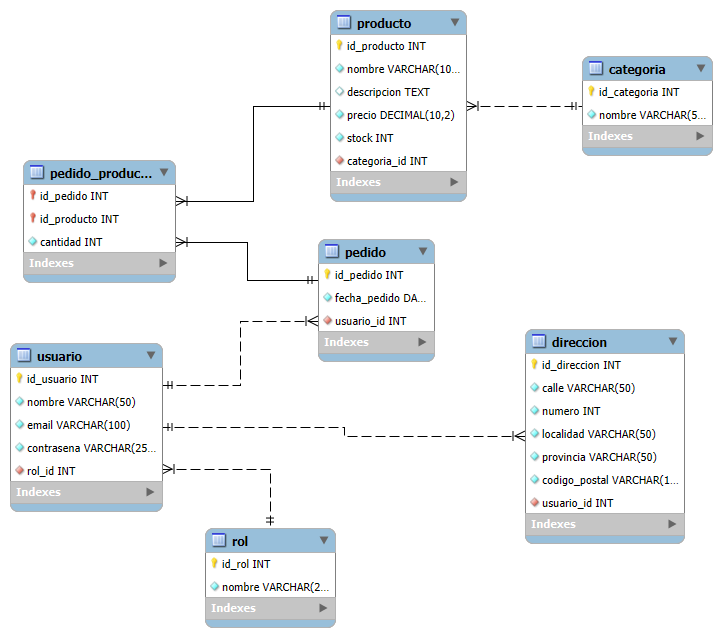 producto
id_producto INT
nombre VARCHAR(10...
descripcion TEXT
precio DECIMAL(10,2)
stock INT
categoria_id INT
Indexes
categoria
id_categoria INT
nombre VARCHAR(5...
Indexes
pedido_produc...
id_pedido INT
id_producto INT
cantidad INT
Indexes
pedido
id_pedido INT
fecha_pedido DA...
usuario_id INT
Indexes
usuario
id_usuario INT
nombre VARCHAR(50)
email VARCHAR(100)
contrasena VARCHAR(25...
rol_id INT
Indexes
direccion
id_direccion INT
calle VARCHAR(50)
numero INT
localidad VARCHAR(50)
provincia VARCHAR(50)
codigo_postal VARCHAR(1...
usuario_id INT
Indexes
rol
id_rol INT
nombre VARCHAR(2...
Indexes